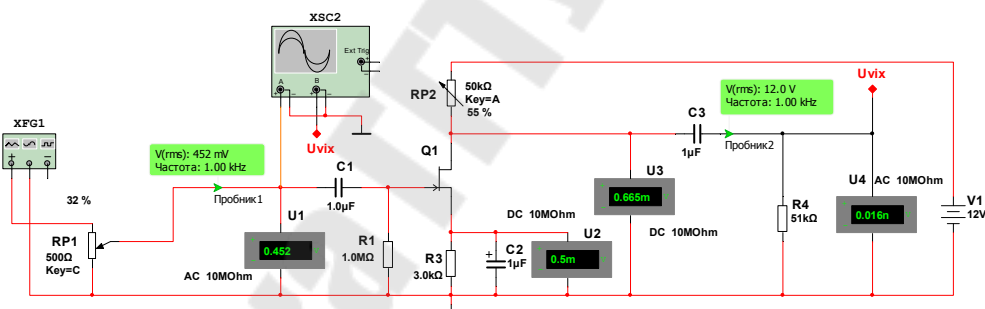 XSC2
Ext Trig
A
B
Uvix
XFG1
V(rms): 452 mV
Частота: 1.00 kHz
Пробник1
32 %
RP1
500Ω
Key=C
C1
1.0µF
U1
0.452
AC 10MOhm
R1
1.0MΩ
Q1
RP2
50kΩ
Key=A
55 %
R3
3.0kΩ
C2
1µF
DC 10MOhm
U2
0.5m
U3
0.665m
DC 10MOhm
C3
1µF
V(rms): 12.0 V
Частота: 1.00 kHz
Пробник2
Uvix
R4
51kΩ
U4
AC 10MOhm
0.016n
V1
12V